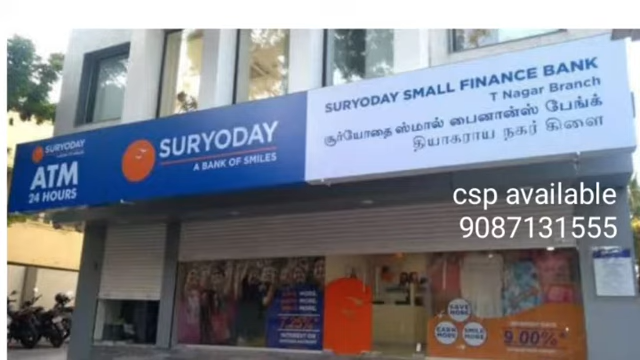 SURYODAY
ATM
24 HOURS
SURYODAY
A BANK OF SMILES
SURYODAY SMALL FINANCE BANK
T Nagar Branch
சூர்யோதை ஸ்மால் பைனான்ஸ் பேங்க்
தியாகராய நகர் கிளை
csp available
9087131555
SAVE
MORE
EARN
MORE
SMILE
MORE
9.00%*